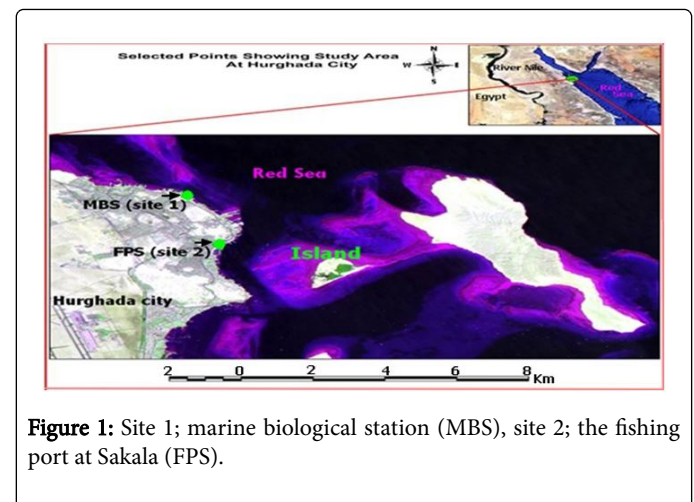 Selected Points Showing Study Area
At Hurghada City
N
W E
S
River Nile
Egypt
Red
Sea
Red Sea
MBS (site 1)
FPS (site 2)
Island
Hurghada city
2 0 2 4 6 8
Km
Figure 1: Site 1; marine biological station (MBS), site 2; the fishing
port at Sakala (FPS).